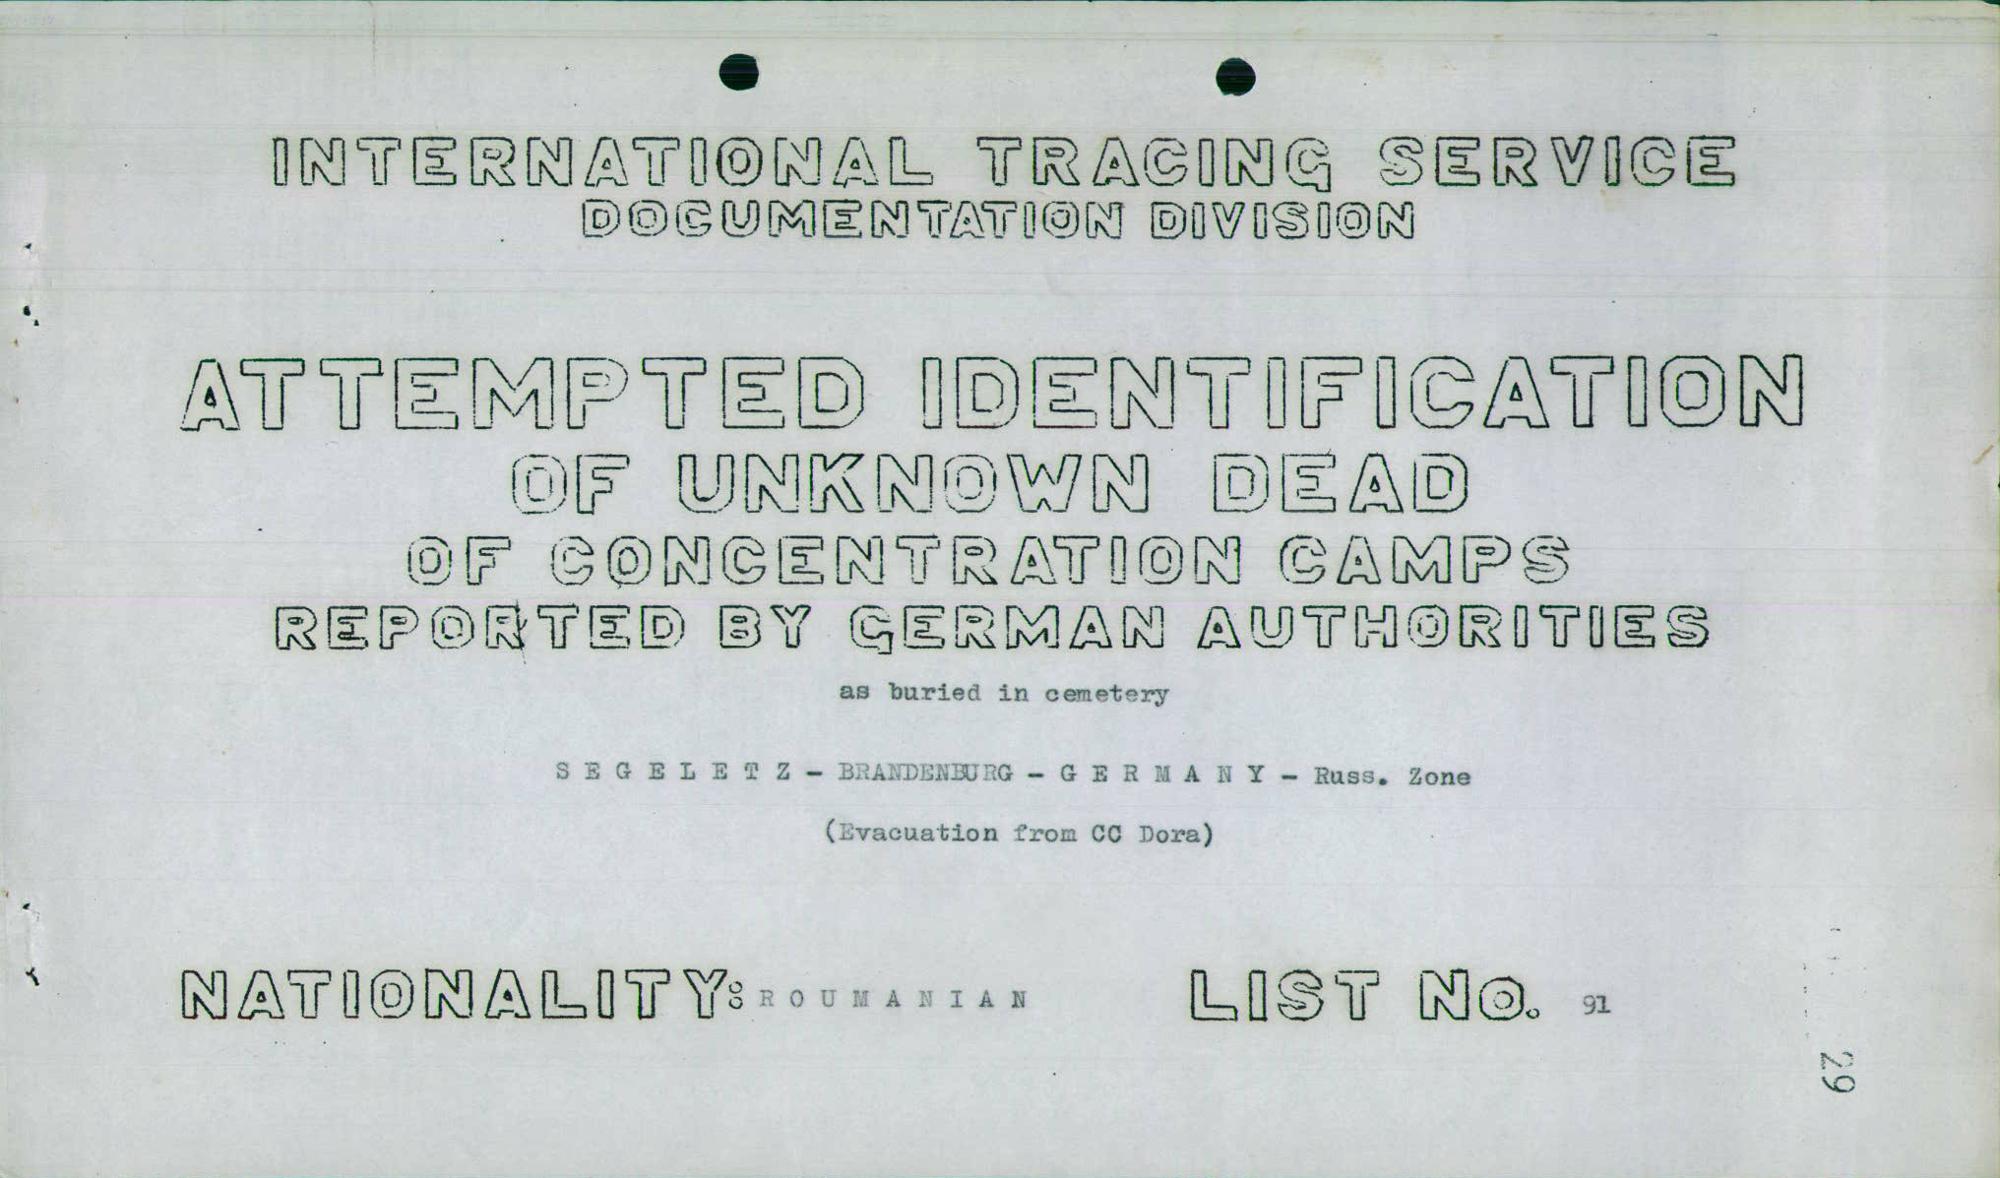 INTERNATIONAL TRACING SERVICE
DOCUMENTATION DIVISION
ATTEMPTED IDENTIFICATION
OF UNKNOWN DEAD
OF CONCENTRATION CAMPS
REPORTED BY GERMAN AUTHORITIES
as buried in cemetery
S E G E L E T Z - BRANDENBURG - G E R M A N Y - Russ. Zone
(Evacuation from CC Dora)
NATIONALITY: R O U M A N I A N LIST No. 91
29